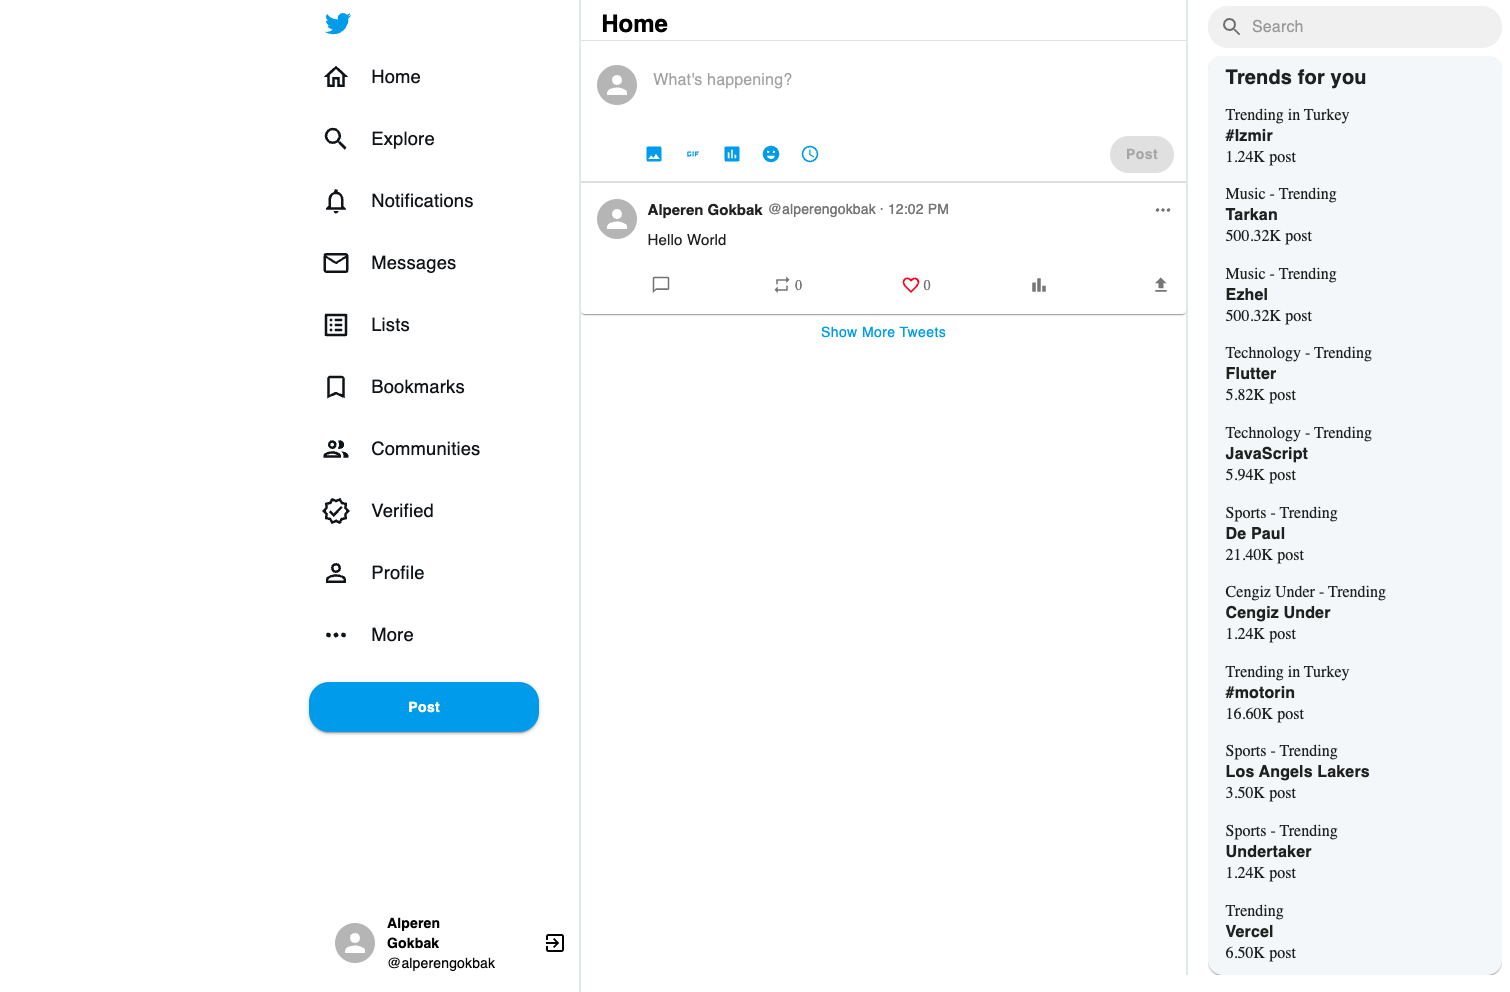 Home
Explore
Notifications
Messages
Lists
Bookmarks
Communities
Verified
Profile
More
Post
Alperen
Gokbak
@alperengokbak
Home
What's happening?
GIF
Post
Alperen Gokbak @alperengokbak · 12:02 PM
Hello World
0
0
Show More Tweets
Search
Trends for you
Trending in Turkey
#Izmir
1.24K post
Music - Trending
Tarkan
500.32K post
Music - Trending
Ezhel
500.32K post
Technology - Trending
Flutter
5.82K post
Technology - Trending
JavaScript
5.94K post
Sports - Trending
De Paul
21.40K post
Cengiz Under - Trending
Cengiz Under
1.24K post
Trending in Turkey
#motorin
16.60K post
Sports - Trending
Los Angels Lakers
3.50K post
Sports - Trending
Undertaker
1.24K post
Trending
Vercel
6.50K post